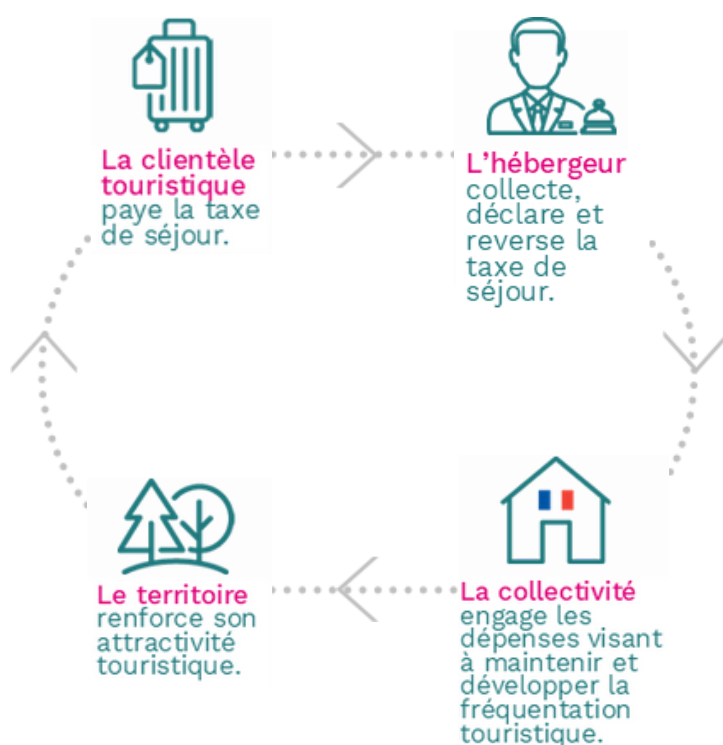 La clientèle
touristique
paye la taxe
de séjour.
L'hébergeur
collecte,
déclare et
reverse la
taxe de
séjour.
Le territoire
renforce son
attractivité
touristique.
La collectivité
engage les
dépenses visant
à maintenir et
développer la
fréquentation
touristique.